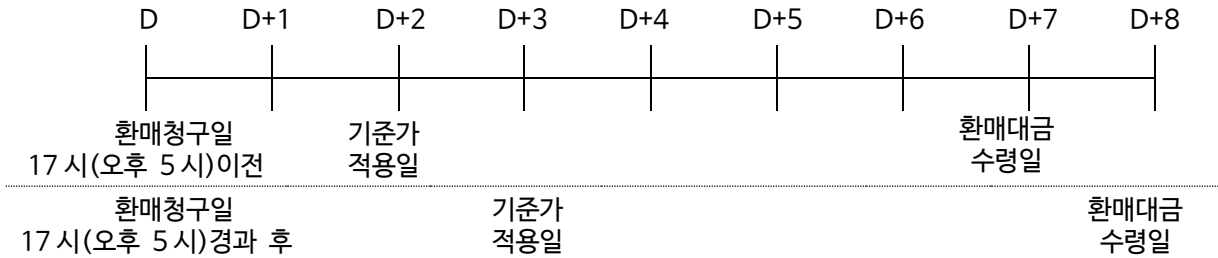 D D+1 D+2 D+3 D+4 D+5 D+6 D+7 D+8
환매청구일 기준가 환매대금
17 시(오후 5 시)이전 적용일 수령일
환매청구일 기준가 환매대금
17 시(오후 5 시)경과 후 적용일 수령일